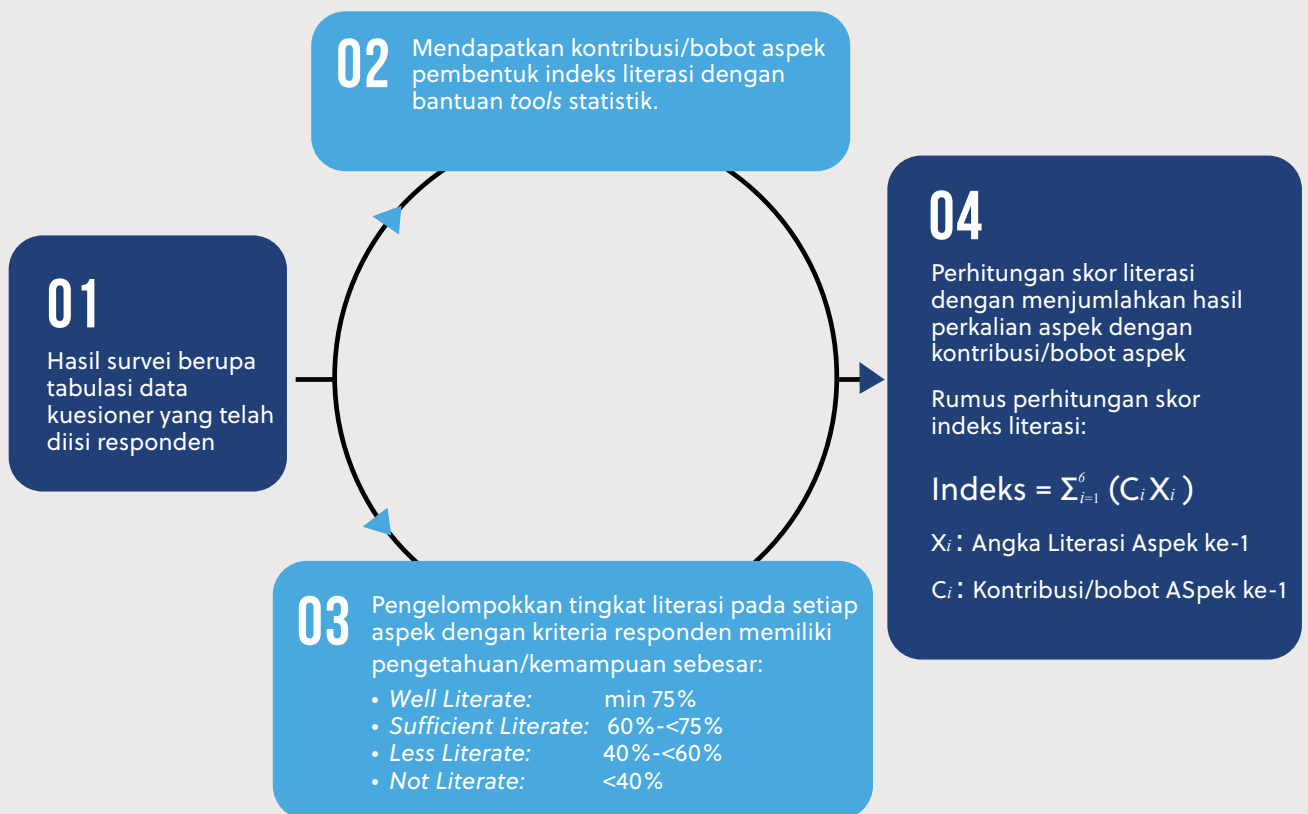 01
Hasil survei berupa
tabulasi data
kuesioner yang telah
diisi responden
02
Mendapatkan kontribusi/bobot aspek
pembentuk indeks literasi dengan
bantuan tools statistik.
03
Pengelompokkan tingkat literasi pada setiap
aspek dengan kriteria responden memiliki
pengetahuan/kemampuan sebesar:
• Well Literate: min 75%
• Sufficient Literate: 60%-<75%
• Less Literate: 40%-<60%
• Not Literate: <40%
04
Perhitungan skor literasi
dengan menjumlahkan hasil
perkalian aspek dengan
kontribusi/bobot aspek
Rumus perhitungan skor
indeks literasi:
Indeks = Σ⁶ᵢ₌₁ (Cᵢ Xᵢ )
Xᵢ : Angka Literasi Aspek ke-1
Cᵢ : Kontribusi/bobot ASpek ke-1